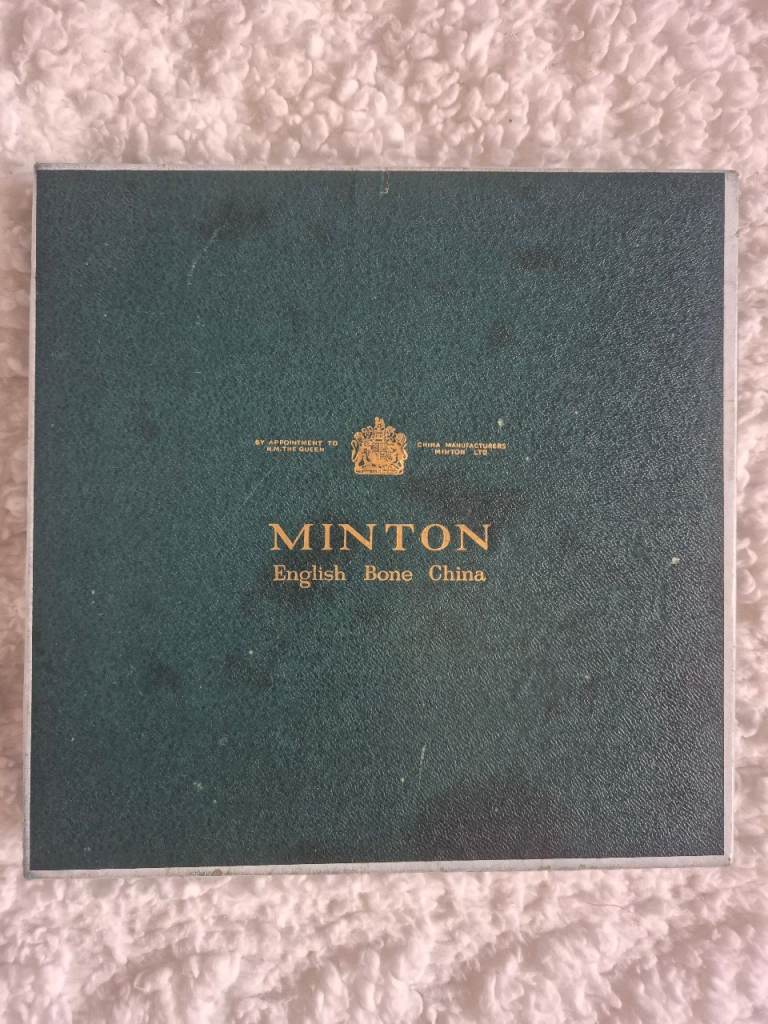 BY APPOINTMENT TO
H.M. THE QUEEN
CHINA MANUFACTURERS
MINTON LTD
MINTON
English Bone China